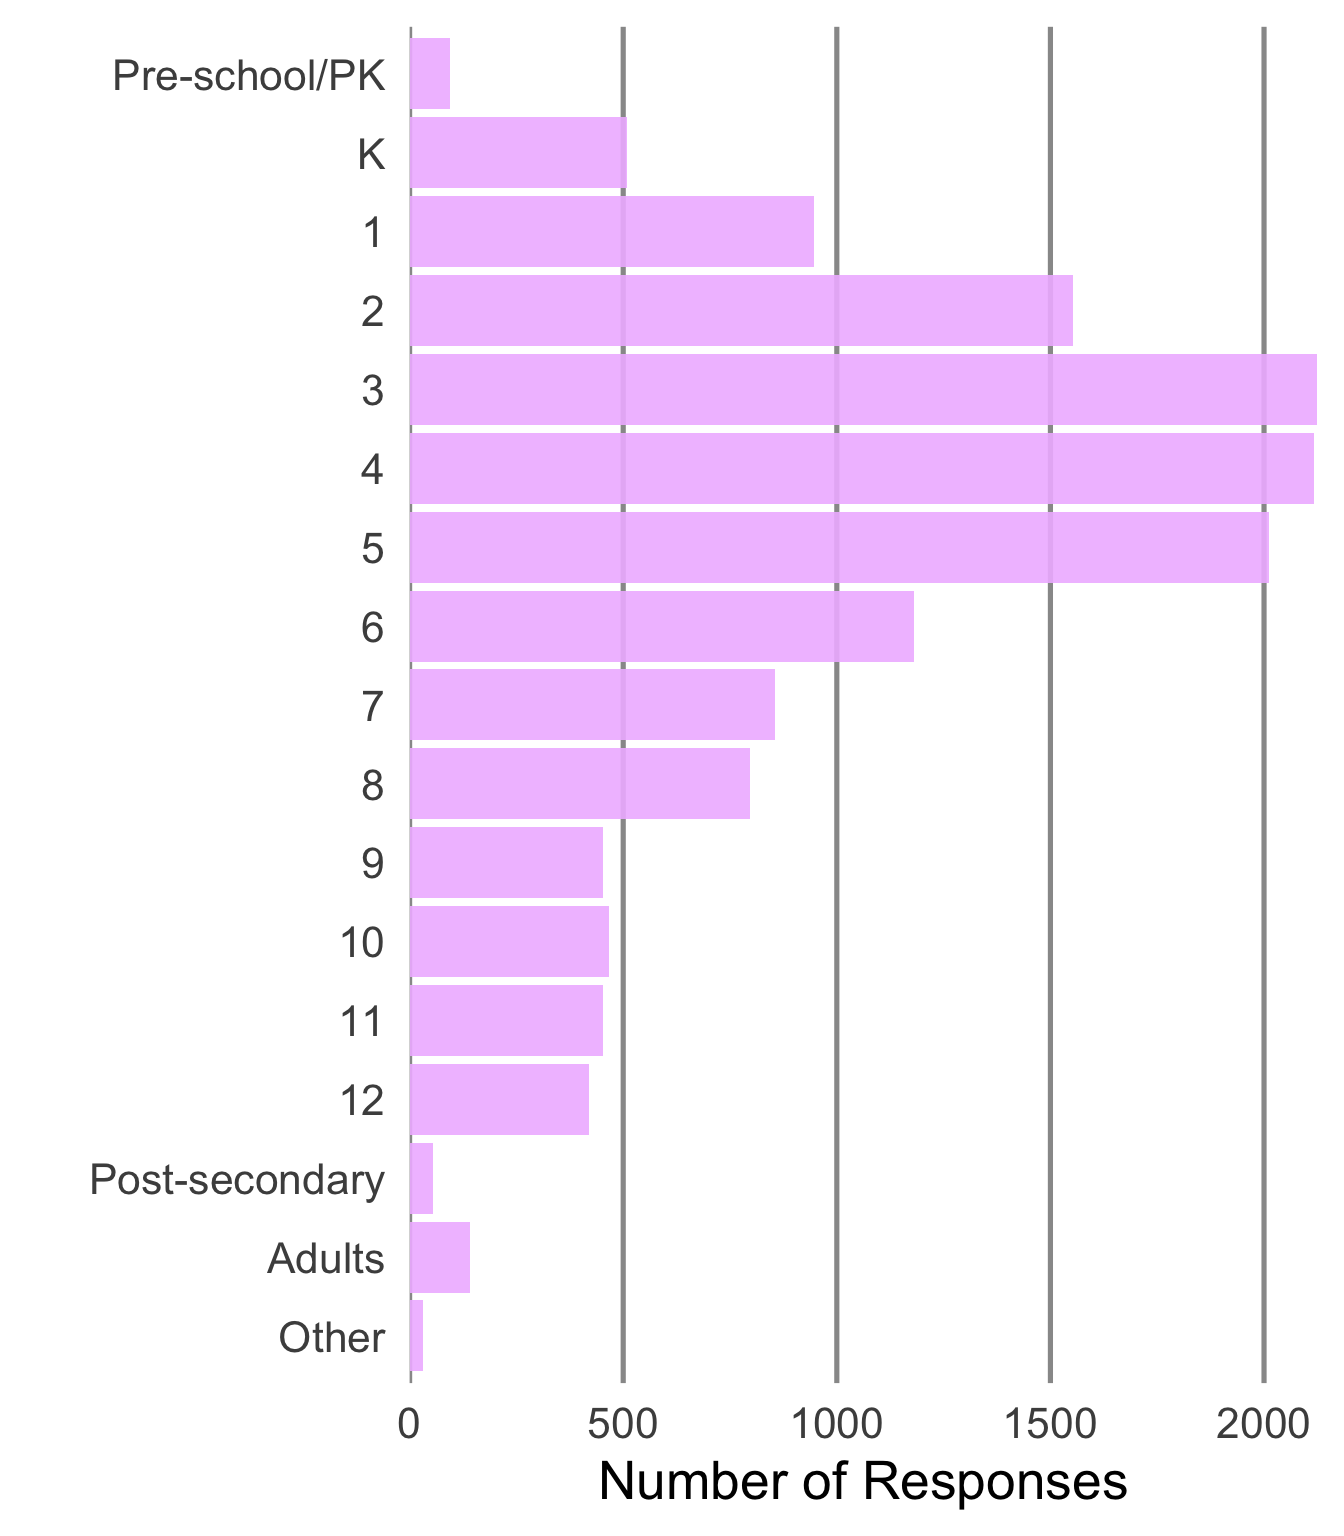 Pre-school/PK
K
1
2
3
4
5
6
7
8
9
10
11
12
Post-secondary
Adults
Other
0 500 1000 1500 2000
Number of Responses